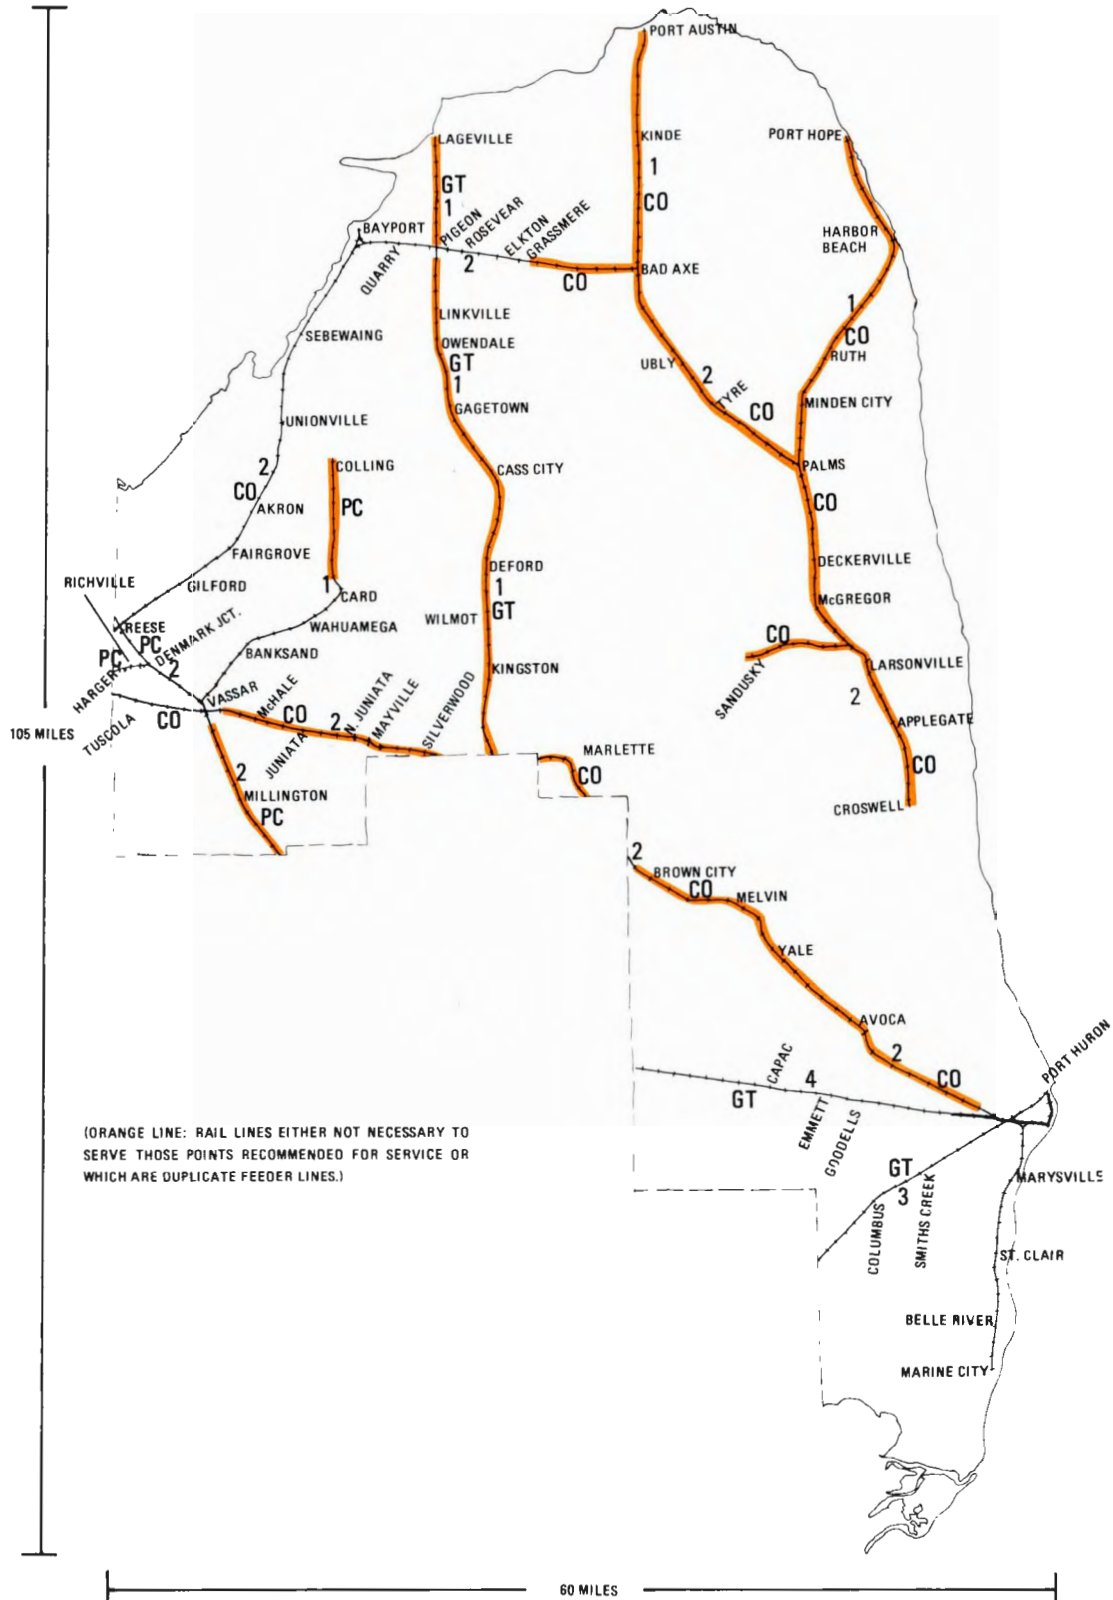 PORT AUSTIN
LAGEVILLE
KINDE
PORT HOPE
1
GT
1
CO
PIGEON
ROSEVEAR
ELKTON
GRASSMERE
BAYPORT
QUARRY
2
CO
BAD AXE
HARBOR
BEACH
LINKVILLE
1
CO
SEBEWAING
OWENDALE
GT
1
RUTH
UBLY
2
TYRE
CO
GAGETOWN
MINDEN CITY
UNIONVILLE
2
COLLING
CASS CITY
PALMS
CO
PC
CO
AKRON
FAIRGROVE
DECKERVILLE
DEFORD
RICHVILLE
GILFORD
1
CARD
1
GT
WILMOT
McGREGOR
REESE
PC
DENMARK JCT.
WAHUAMEGA
CO
PC
2
BANKSAND
KINGSTON
LARSONVILLE
HARGER
VASSAR
McHALE
CO
2
N. JUNIATA
MAYVILLE
SILVERWOOD
SANDUSKY
2
APPLEGATE
TUSCOLA
CO
105 MILES
JUNIATA
MARLETTE
CO
CO
2
MILLINGTON
PC
CROSWELL
2
BROWN CITY
CO
MELVIN
YALE
AVOCA
2
CO
PORT HURON
CAPAC
4
GT
EMMETT
GOODELLS
(ORANGE LINE: RAIL LINES EITHER NOT NECESSARY TO
SERVE THOSE POINTS RECOMMENDED FOR SERVICE OR
WHICH ARE DUPLICATE FEEDER LINES.)
GT
3
COLUMBUS
SMITHS CREEK
MARYSVILLE
ST. CLAIR
BELLE RIVER
MARINE CITY
60 MILES